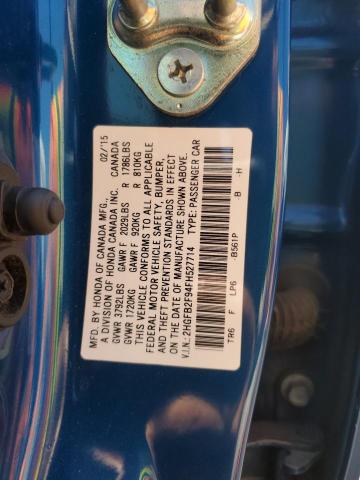 MFD. BY HONDA OF CANADA MFG., 02/15
A DIVISION OF HONDA CANADA INC. CANADA
GVWR 3792LBS GAWR F 2029LBS R 1786LBS
GVWR 1720KG GAWR F 920KG R 810KG
THIS VEHICLE CONFORMS TO ALL APPLICABLE
FEDERAL MOTOR VEHICLE SAFETY, BUMPER,
AND THEFT PREVENTION STANDARDS IN EFFECT
ON THE DATE OF MANUFACTURE SHOWN ABOVE.
V.I.N.: 2HGFB2F94FH527714 TYPE: PASSENGER CAR
TR6 F LP6 -B561P -B -H